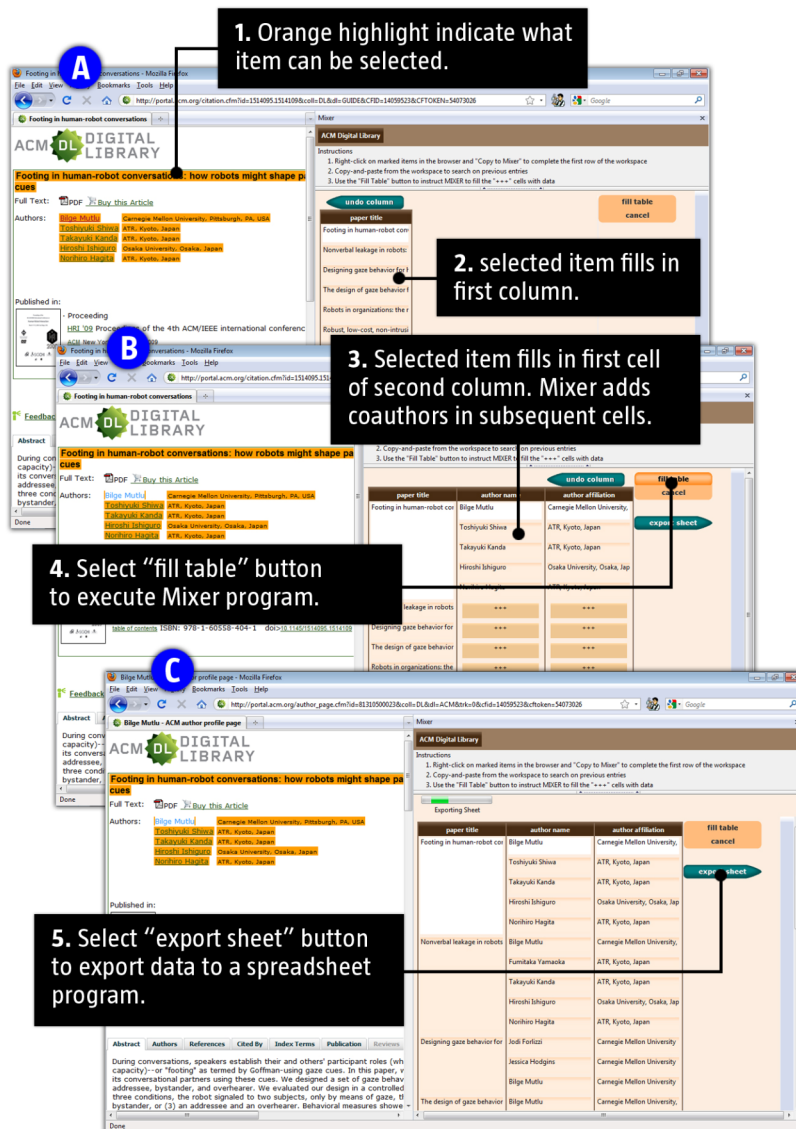 1. Orange highlight indicate what
item can be selected.
A
Footing in h conversations - Mozilla Firefox
File Edit View Bookmarks Tools Help
http://portal.acm.org/citation.cfm?id=1514095.1514109&coll=DL&dl=GUIDE&CFID=14059523&CFTOKEN=54073026
Google
Footing in human-robot conversations
Mixer
ACM DL DIGITAL
LIBRARY
ACM Digital Library
Instructions
1. Right-click on marked items in the browser and "Copy to Mixer" to complete the first row of the workspace
2. Copy-and-paste from the workspace to search on previous entries
3. Use the "Fill Table" button to instruct MIXER to fill the "+++" cells with data
Footing in human-robot conversations: how robots might shape pa
cues
Full Text: PDF Buy this Article
Authors: Bilge Mutlu Carnegie Mellon University, Pittsburgh, PA, USA
Toshiyuki Shiwa ATR, Kyoto, Japan
Takayuki Kanda ATR, Kyoto, Japan
Hiroshi Ishiguro Osaka University, Osaka, Japan
Norihiro Hagita ATR, Kyoto, Japan
undo column
fill table
cancel
paper title
Footing in human-robot con
Nonverbal leakage in robots:
Designing gaze behavior for h
The design of gaze behavior f
Robots in organizations: the r
Robust, low-cost, non-intrusi
2. selected item fills in
first column.
Published in:
· Proceeding
HRI '09 Proceedings of the 4th ACM/IEEE international conferenc
ACM New Yor 09
Feedback
Abstract
During con
capacity)--
its conver
addressee
three cond
bystander,
Done
B
Footing in conversations - Mozilla Firefox
File Edit View Bookmarks Tools Help
http://portal.acm.org/citation.cfm?id=1514095.151
Footing in human-robot conversations
ACM DL DIGITAL
LIBRARY
3. Selected item fills in first cell
of second column. Mixer adds
coauthors in subsequent cells.
2. Copy-and-paste from the workspace to search on previous entries
3. Use the "Fill Table" button to instruct MIXER to fill the "+++" cells with data
Footing in human-robot conversations: how robots might shape pa
cues
Full Text: PDF Buy this Article
Authors: Bilge Mutlu Carnegie Mellon University, Pittsburgh, PA, USA
Toshiyuki Shiwa ATR, Kyoto, Japan
Takayuki Kanda ATR, Kyoto, Japan
Hiroshi Ishiguro Osaka University, Osaka, Japan
Norihiro Hagita ATR, Kyoto, Japan
undo column
fill table
cancel
export sheet
paper title author name author affiliation
Footing in human-robot cor Bilge Mutlu Carnegie Mellon University,
Toshiyuki Shiwa ATR, Kyoto, Japan
Takayuki Kanda ATR, Kyoto, Japan
Hiroshi Ishiguro Osaka University, Osaka, Jap
Norihiro Hagita ATR, Kyoto, Japan
leakage in robots +++ +++
Designing gaze behavior for +++ +++
The design of gaze behavior +++ +++
Robots in organizations: the +++ +++
4. Select “fill table” button
to execute Mixer program.
table of contents ISBN: 978-1-60558-404-1 doi>10.1145/1514095.1514109
Feedback
Abstract
During conv
capacity)--
its convers
addressee,
three condi
bystander,
Done
C
Bilge Mutl or profile page - Mozilla Firefox
File Edit View Bookmarks Tools Help
http://portal.acm.org/author_page.cfm?id=81310500023&coll=DL&dl=ACM&trk=0&cfid=14059523&cftoken=54073026
Google
Bilge Mutlu - ACM author profile page
Mixer
ACM DL DIGITAL
LIBRARY
ACM Digital Library
Instructions
1. Right-click on marked items in the browser and "Copy to Mixer" to complete the first row of the workspace
2. Copy-and-paste from the workspace to search on previous entries
3. Use the "Fill Table" button to instruct MIXER to fill the "+++" cells with data
Footing in human-robot conversations: how robots might shape pa
cues
Full Text: PDF Buy this Article
Authors: Bilge Mutlu Carnegie Mellon University, Pittsburgh, PA, USA
Toshiyuki Shiwa ATR, Kyoto, Japan
Takayuki Kanda ATR, Kyoto, Japan
Hiroshi Ishiguro Osaka University, Osaka, Japan
Norihiro Hagita ATR, Kyoto, Japan
Published in:
Exporting Sheet
fill table
cancel
export sheet
paper title author name author affiliation
Footing in human-robot cor Bilge Mutlu Carnegie Mellon University,
Toshiyuki Shiwa ATR, Kyoto, Japan
Takayuki Kanda ATR, Kyoto, Japan
Hiroshi Ishiguro Osaka University, Osaka, Jap
Norihiro Hagita ATR, Kyoto, Japan
Nonverbal leakage in robots Bilge Mutlu Carnegie Mellon University,
Fumitaka Yamaoka ATR, Kyoto, Japan
Takayuki Kanda ATR, Kyoto, Japan
Hiroshi Ishiguro Osaka University, Osaka, Jap
Norihiro Hagita ATR, Kyoto, Japan
Designing gaze behavior for Jodi Forlizzi Carnegie Mellon University
Jessica Hodgins Carnegie Mellon University
Bilge Mutlu Carnegie Mellon University
The design of gaze behavior Bilge Mutlu Carnegie Mellon University
5. Select “export sheet” button
to export data to a spreadsheet
program.
Abstract Authors References Cited By Index Terms Publication Reviews
During conversations, speakers establish their and others' participant roles (wh
capacity)--or "footing" as termed by Goffman-using gaze cues. In this paper, w
its conversational partners using these cues. We designed a set of gaze behav
addressee, bystander, and overhearer. We evaluated our design in a controlled
three conditions, the robot signaled to two subjects, only by means of gaze, th
bystander, or (3) an addressee and an overhearer. Behavioral measures showe
Done